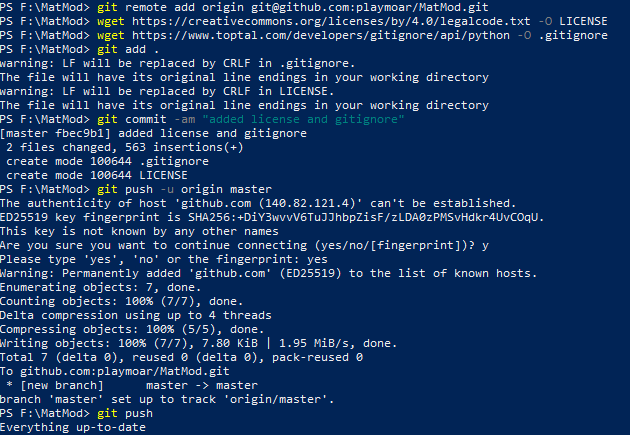 PS F:\MatMod> git remote add origin git@github.com:playmoar/MatMod.git
PS F:\MatMod> wget https://creativecommons.org/licenses/by/4.0/legalcode.txt -O LICENSE
PS F:\MatMod> wget https://www.toptal.com/developers/gitignore/api/python -O .gitignore
PS F:\MatMod> git add .
warning: LF will be replaced by CRLF in .gitignore.
The file will have its original line endings in your working directory
warning: LF will be replaced by CRLF in LICENSE.
The file will have its original line endings in your working directory
PS F:\MatMod> git commit -am "added license and gitignore"
[master fbec9b1] added license and gitignore
 2 files changed, 563 insertions(+)
 create mode 100644 .gitignore
 create mode 100644 LICENSE
PS F:\MatMod> git push -u origin master
The authenticity of host 'github.com (140.82.121.4)' can't be established.
ED25519 key fingerprint is SHA256:+DiY3wvvV6TuJJhbpZisF/zLDA0zPMSvHdkr4UvCOqU.
This key is not known by any other names
Are you sure you want to continue connecting (yes/no/[fingerprint])? y
Please type 'yes', 'no' or the fingerprint: yes
Warning: Permanently added 'github.com' (ED25519) to the list of known hosts.
Enumerating objects: 7, done.
Counting objects: 100% (7/7), done.
Delta compression using up to 4 threads
Compressing objects: 100% (5/5), done.
Writing objects: 100% (7/7), 7.80 KiB | 1.95 MiB/s, done.
Total 7 (delta 0), reused 0 (delta 0), pack-reused 0
To github.com:playmoar/MatMod.git
 * [new branch]      master -> master
branch 'master' set up to track 'origin/master'.
PS F:\MatMod> git push
Everything up-to-date